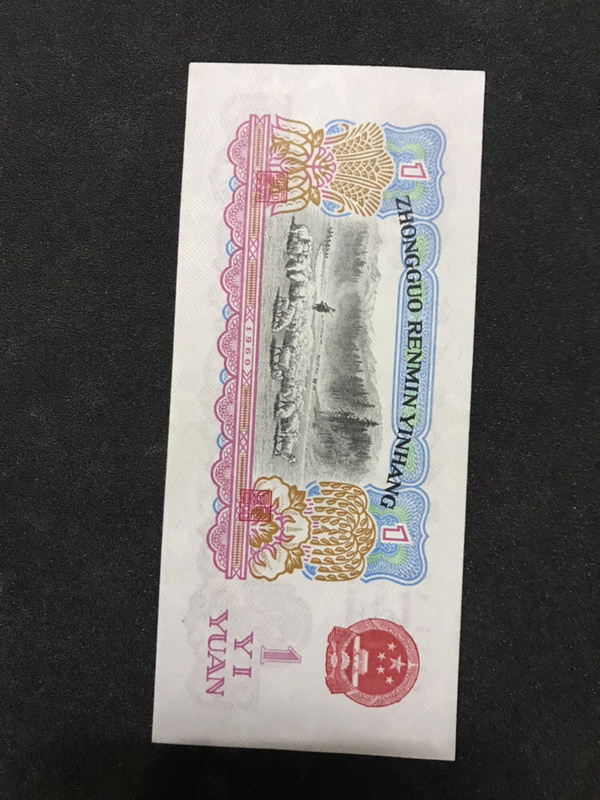 ZHONGGUO RENMIN YINHANG
1
1
1960
1
YI
YUAN